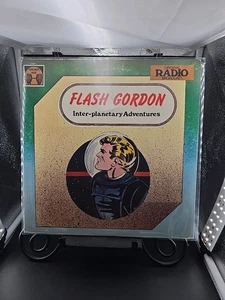 RADIO
FLASH GORDON
Inter-planetary Adventures